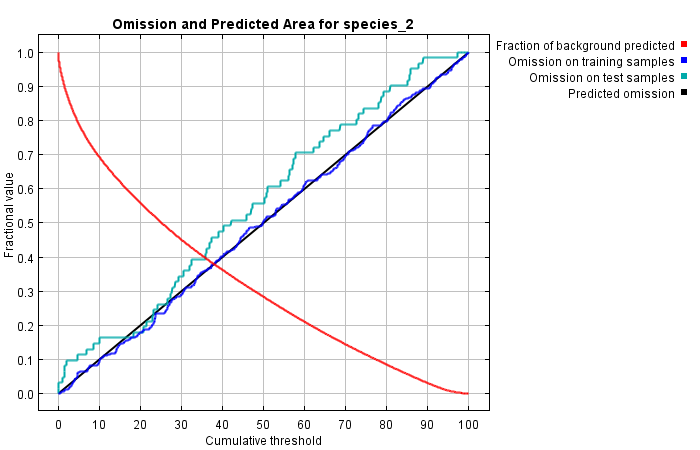 Omission and Predicted Area for species_2
Fraction of background predicted
Omission on training samples
Omission on test samples
Predicted omission
Fractional value
1.0
0.9
0.8
0.7
0.6
0.5
0.4
0.3
0.2
0.1
0.0
0 10 20 30 40 50 60 70 80 90 100
Cumulative threshold